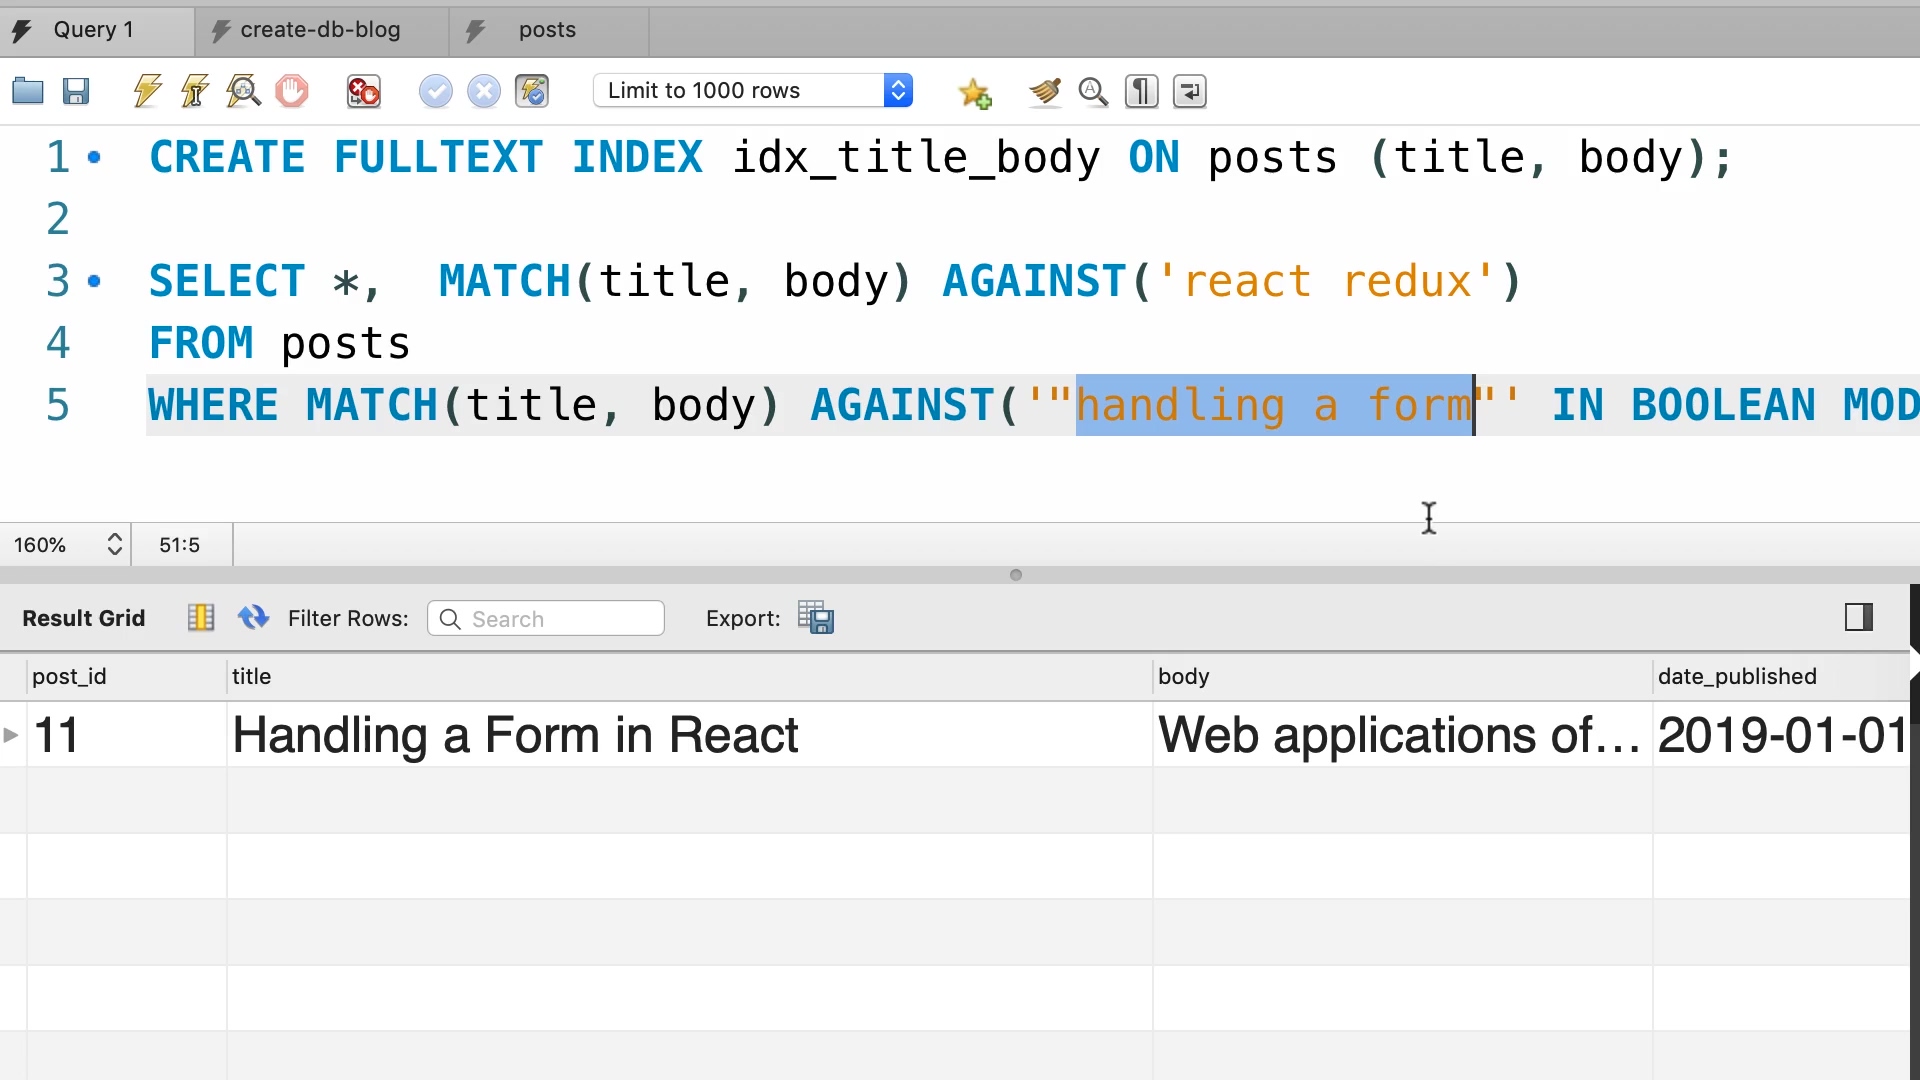 Query 1 create-db-blog posts
Limit to 1000 rows
1 CREATE FULLTEXT INDEX idx_title_body ON posts (title, body);
2
3 SELECT *,  MATCH(title, body) AGAINST('react redux')
4 FROM posts
5 WHERE MATCH(title, body) AGAINST('"handling a form"' IN BOOLEAN MOD
160% 51:5
Result Grid Filter Rows: Search Export:
post_id title body date_published
11 Handling a Form in React Web applications of... 2019-01-01